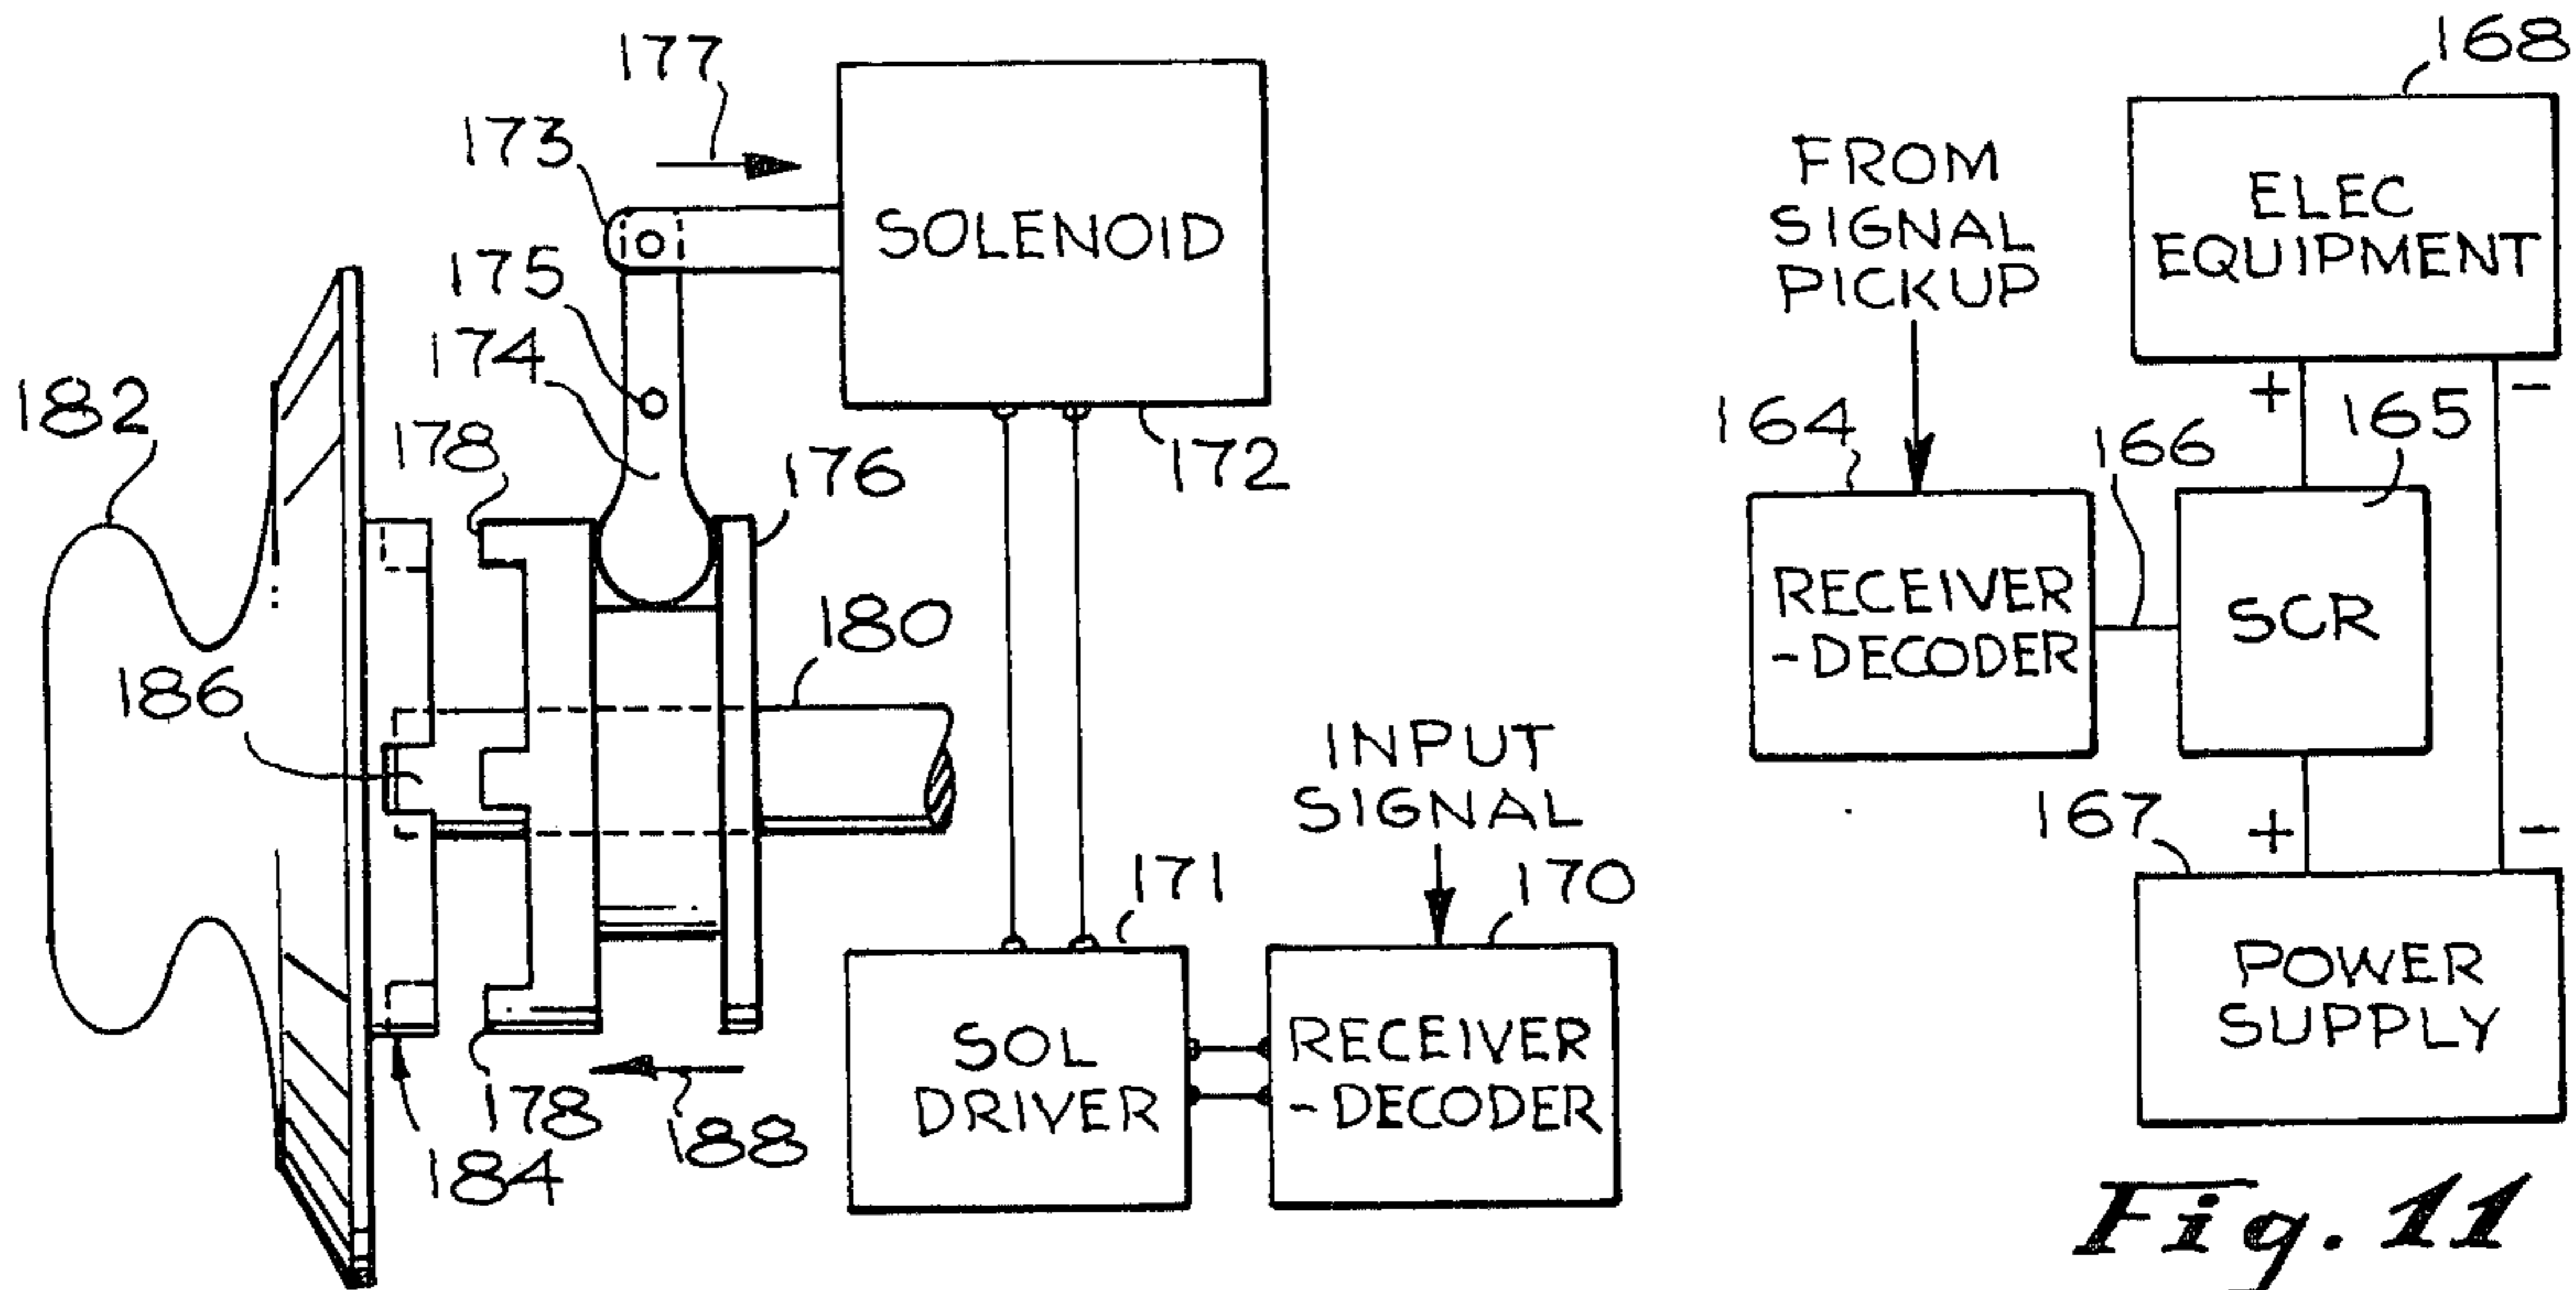 177
173
SOLENOID
175
174
182
178
176
172
180
186
INPUT
SIGNAL
171
170
SOL
DRIVER
RECEIVER
-DECODER
178
184
188
168
FROM
SIGNAL
PICKUP
ELEC
EQUIPMENT
+
-
164
166
165
RECEIVER
-DECODER
SCR
167
+
-
POWER
SUPPLY
Fig. 11